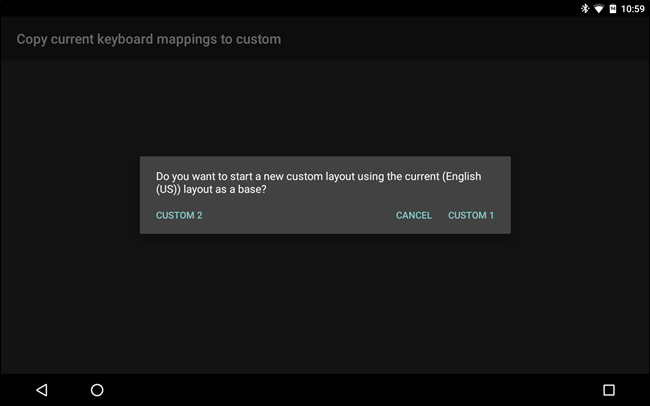 10:59
Copy current keyboard mappings to custom
Do you want to start a new custom layout using the current (English
(US)) layout as a base?
CUSTOM 2 CANCEL CUSTOM 1